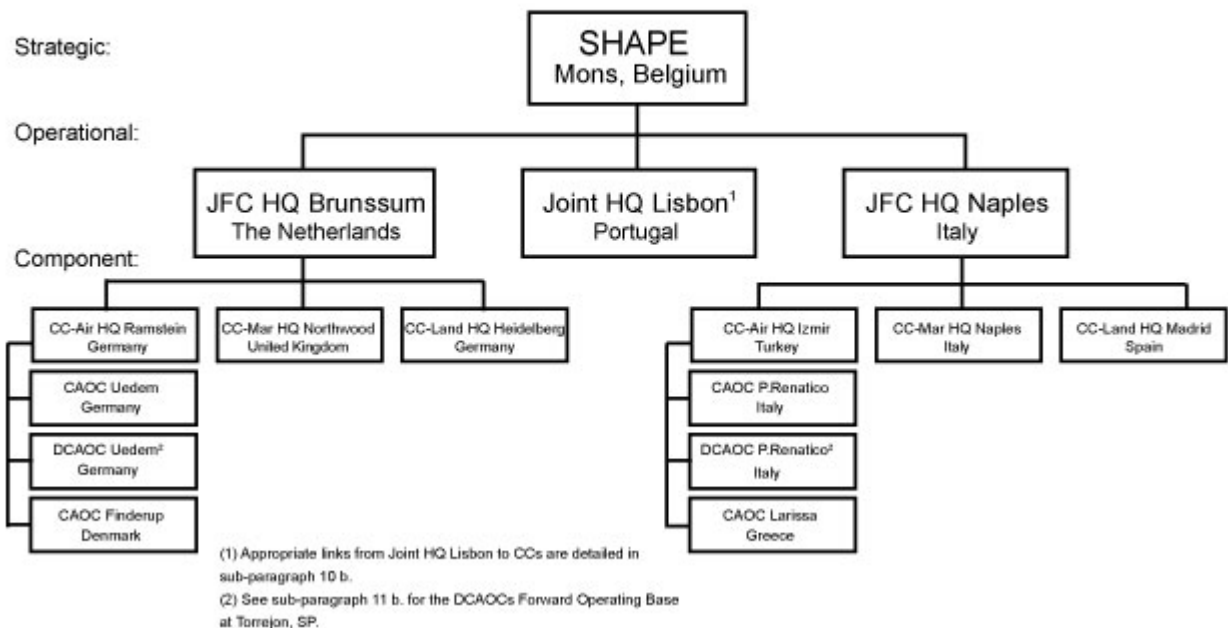 Strategic:
SHAPE
Mons, Belgium
Operational:
JFC HQ Brunssum
The Netherlands
Joint HQ Lisbon¹
Portugal
JFC HQ Naples
Italy
Component:
CC-Air HQ Ramstein
Germany
CC-Mar HQ Northwood
United Kingdom
CC-Land HQ Heidelberg
Germany
CC-Air HQ Izmir
Turkey
CC-Mar HQ Naples
Italy
CC-Land HQ Madrid
Spain
CAOC Uedem
Germany
DCAOC Uedem²
Germany
CAOC Finderup
Denmark
CAOC P.Renatico
Italy
DCAOC P.Renatico²
Italy
CAOC Larissa
Greece
(1) Appropriate links from Joint HQ Lisbon to CCs are detailed in
sub-paragraph 10 b.
(2) See sub-paragraph 11 b. for the DCAOCs Forward Operating Base
at Torrejon, SP.